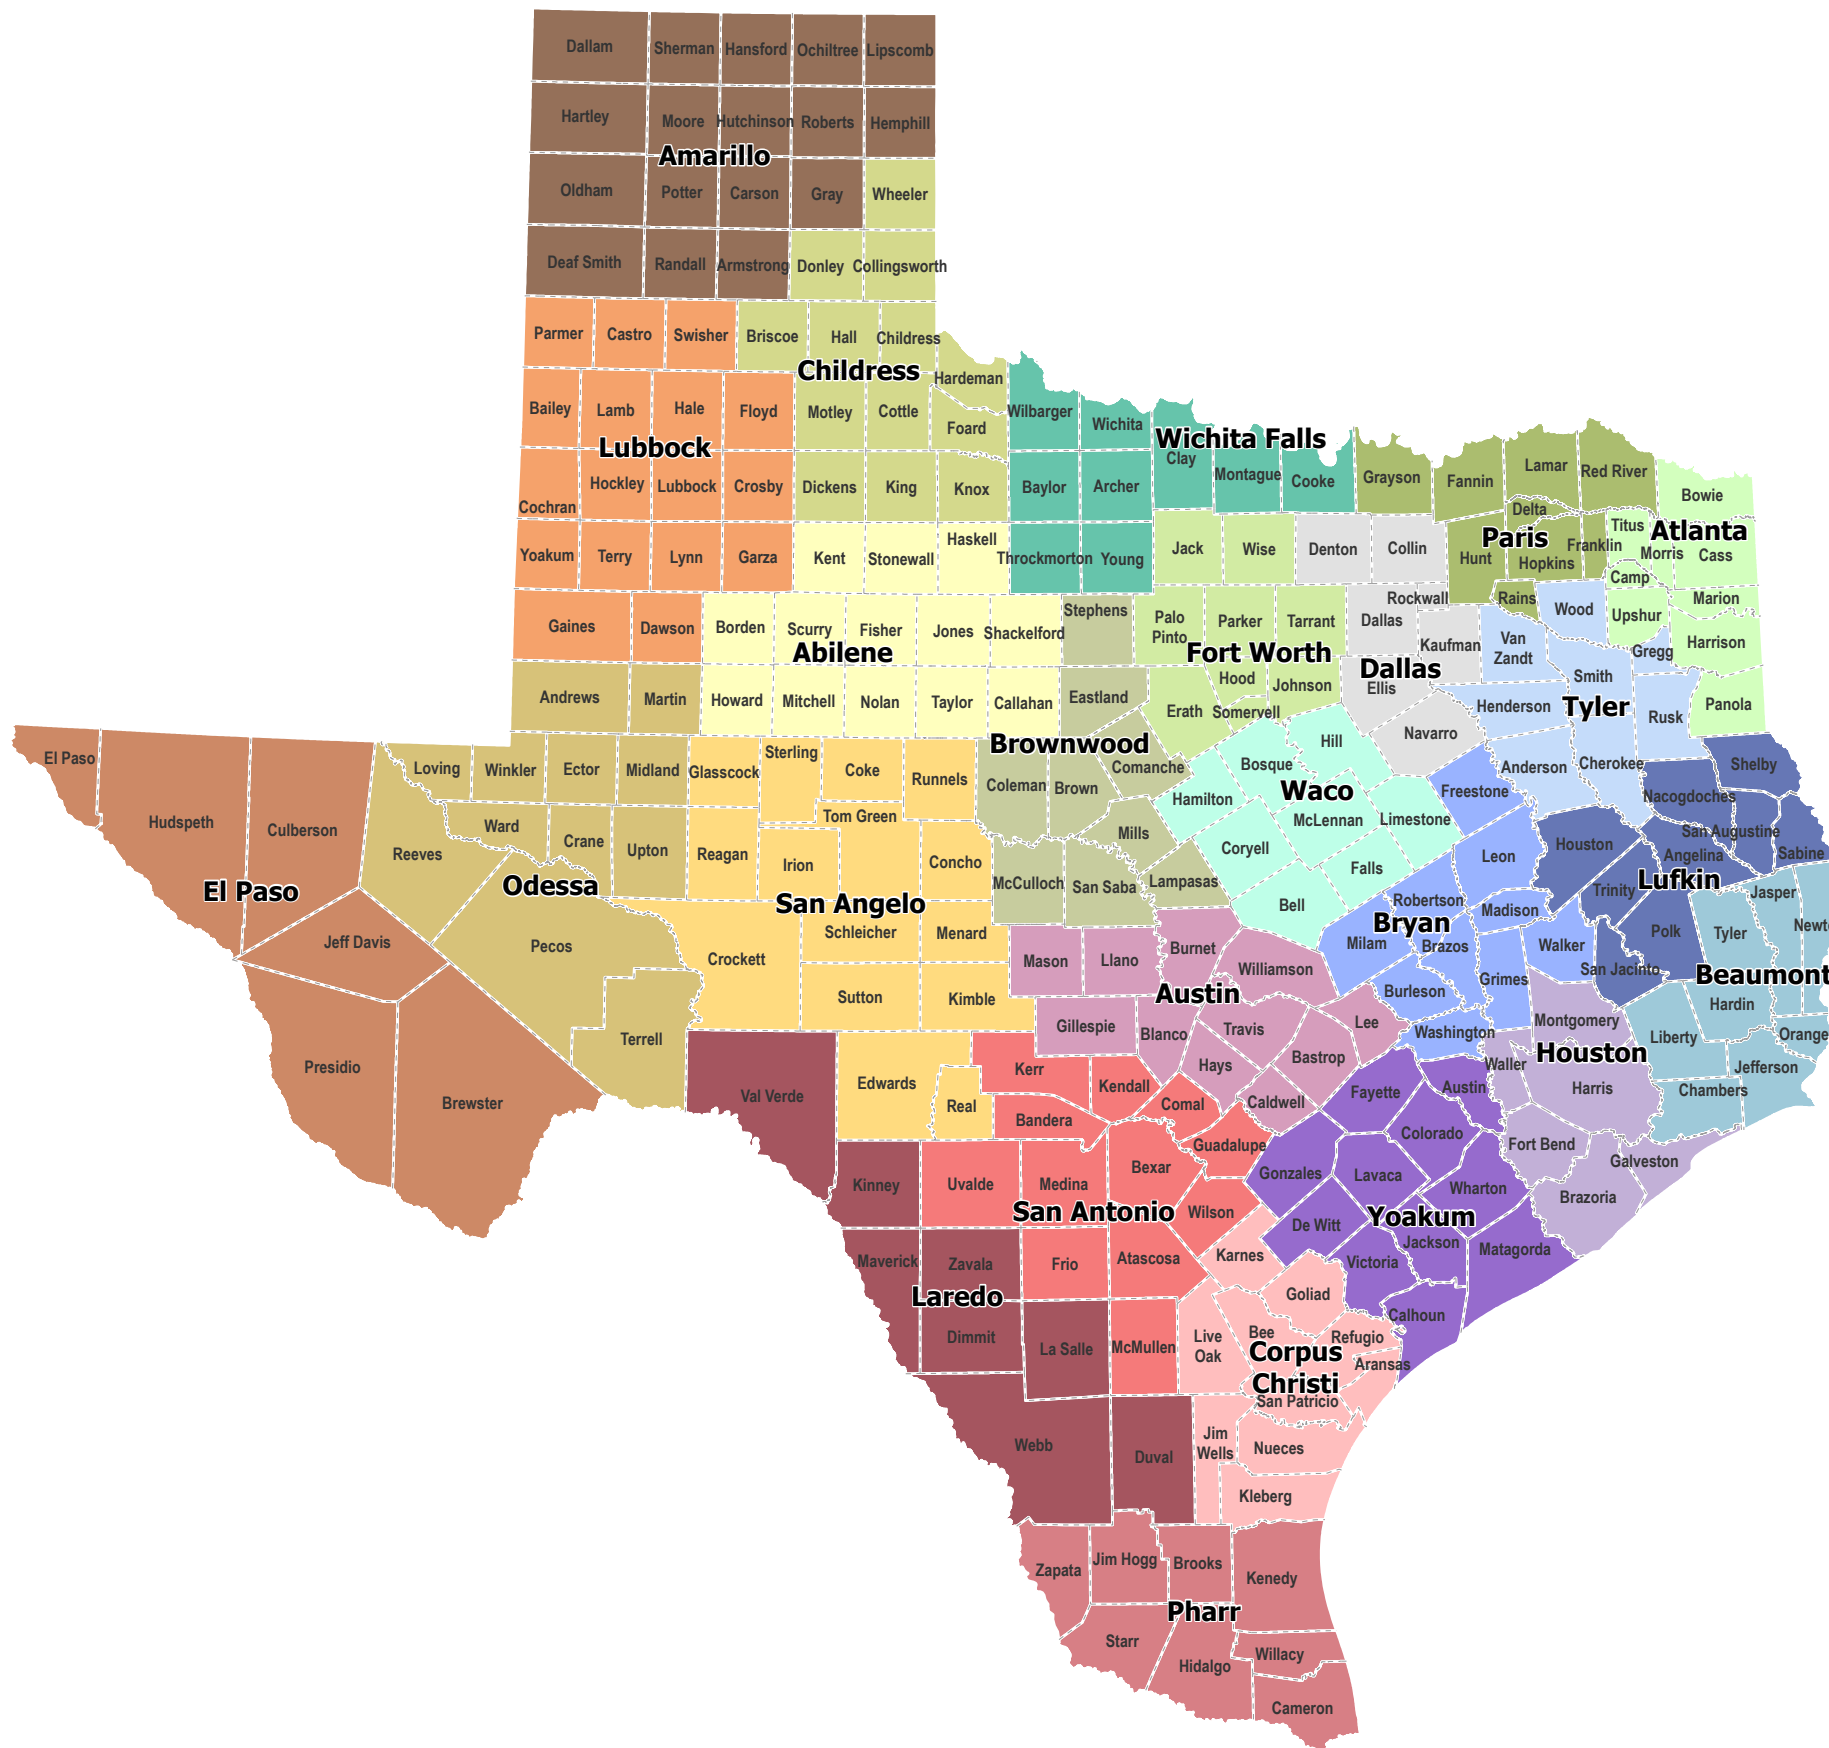 Dallam Sherman Hansford Ochiltree Lipscomb
Hartley Moore Hutchinson Roberts Hemphill
Amarillo
Oldham Potter Carson Gray Wheeler
Deaf Smith Randall Armstrong Donley Collingsworth
Parmer Castro Swisher Briscoe Hall Childress
Childress
Hardeman
Bailey Lamb Hale Floyd Motley Cottle Foard Wilbarger Wichita
Lubbock
Wichita Falls
Clay Montague Cooke Grayson Fannin Lamar Red River Bowie
Cochran Hockley Lubbock Crosby Dickens King Knox Baylor Archer
Delta Titus
Paris Atlanta
Yoakum Terry Lynn Garza Kent Stonewall Haskell Throckmorton Young Jack Wise Denton Collin Hunt Hopkins Franklin Morris Cass
Camp
Rockwall Rains Wood Upshur Marion
Gaines Dawson Borden Scurry Fisher Jones Shackelford Stephens Palo
Pinto Parker Tarrant Dallas Kaufman Van
Zandt Gregg Harrison
Abilene Fort Worth Dallas
Andrews Martin Howard Mitchell Nolan Taylor Callahan Eastland Erath Hood Johnson Ellis Smith
Somervell Henderson Tyler Rusk Panola
Brownwood
El Paso Loving Winkler Ector Midland Glasscock Sterling Coke Runnels Coleman Brown Comanche Bosque Hill Navarro Anderson Cherokee Shelby
Waco
Hamilton McLennan Limestone Freestone Nacogdoches
Hudspeth Culberson Ward Crane Tom Green Mills San Augustine
Reeves Upton Reagan Irion Concho Coryell Falls Leon Houston Angelina Sabine
El Paso Odessa San Angelo McCulloch San Saba Lampasas Trinity Lufkin Jasper
Bell Robertson Madison
Bryan
Jeff Davis Pecos Crockett Schleicher Menard Mason Llano Burnet Williamson Milam Brazos Walker Polk Tyler Newt
Sutton Kimble Austin Burleson Grimes San Jacinto Beaumont
Hardin
Terrell Gillespie Blanco Travis Lee Washington Montgomery Liberty Orange
Houston
Presidio Brewster Val Verde Edwards Real Kerr Kendall Hays Bastrop Waller Harris Jefferson
Bandera Comal Caldwell Fayette Austin Chambers
Guadalupe Colorado Fort Bend Galveston
Kinney Uvalde Medina Bexar Gonzales Lavaca Wharton Brazoria
San Antonio Wilson De Witt Yoakum
Maverick Zavala Frio Atascosa Karnes Victoria Jackson Matagorda
Laredo Goliad Calhoun
Dimmit La Salle McMullen Live
Oak Bee Refugio
Corpus
Christi
Aransas
San Patricio
Webb Duval Jim
Wells Nueces
Kleberg
Zapata Jim Hogg Brooks Kenedy
Pharr
Starr Hidalgo Willacy
Cameron